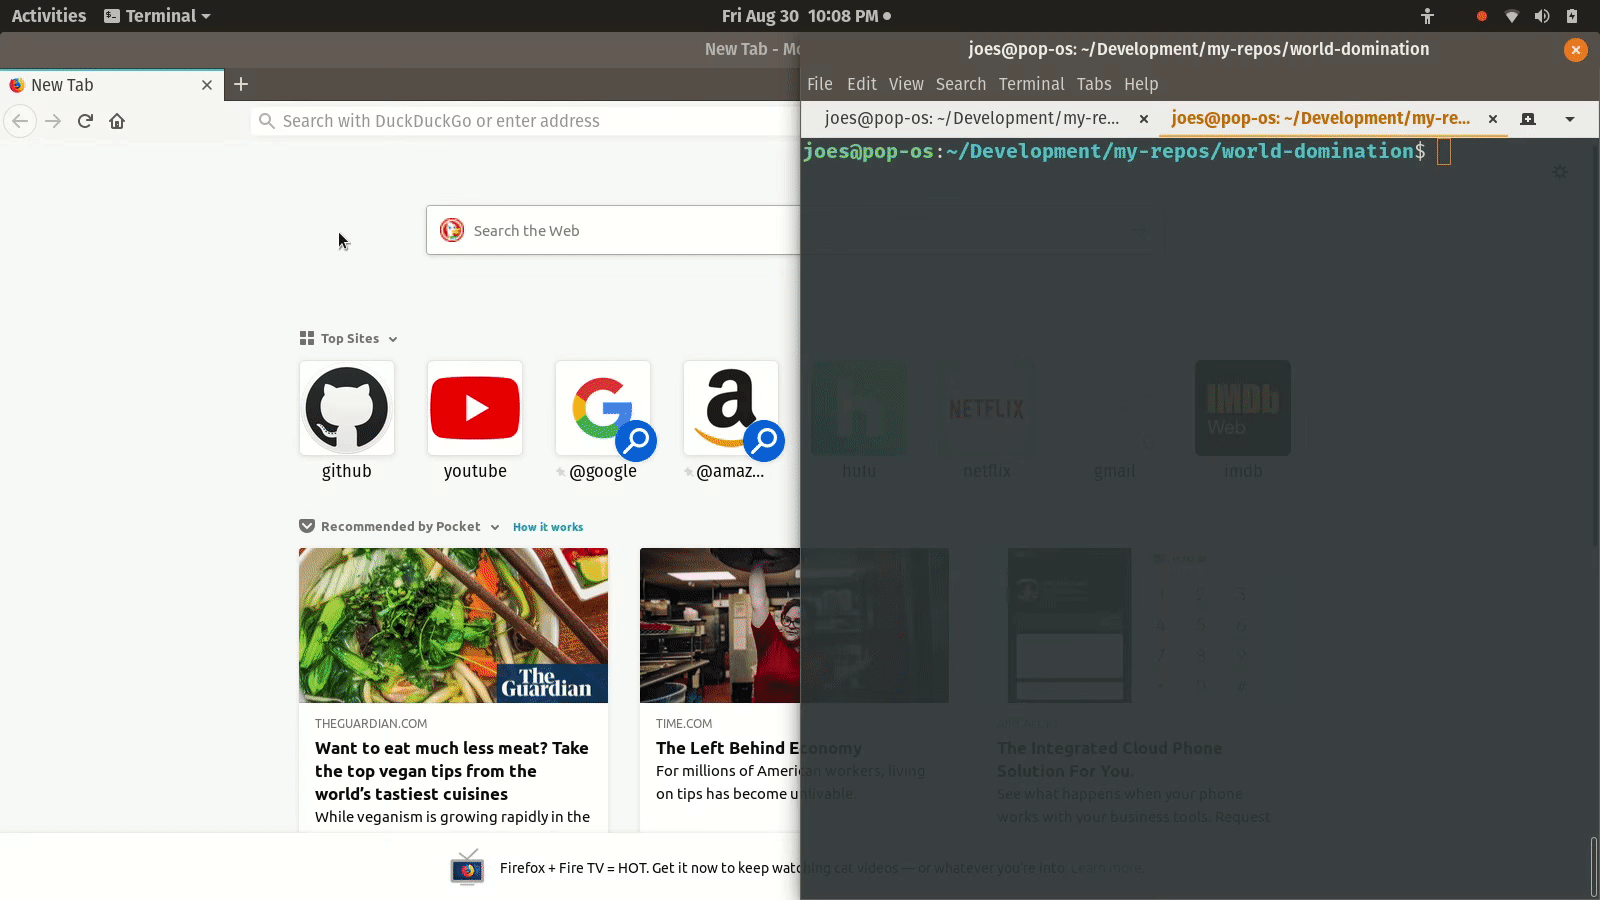 Activities
Terminal
Fri Aug 30 10:08 PM
New Tab - Mo
joes@pop-os: ~/Development/my-repos/world-domination
New Tab
File Edit View Search Terminal Tabs Help
Search with DuckDuckGo or enter address
joes@pop-os: ~/Development/my-re...
joes@pop-os: ~/Development/my-re...
joes@pop-os:~/Development/my-repos/world-domination$
Search the Web
Top Sites
hulu
NETFLIX
IMDb
Web
github
youtube
@google
@amaz...
hulu
netflix
gmail
imdb
Recommended by Pocket
How it works
The Guardian
THEGUARDIAN.COM
Want to eat much less meat? Take
the top vegan tips from the
world's tastiest cuisines
While veganism is growing rapidly in the
TIME.COM
The Left Behind Economy
For millions of American workers, living
on tips has become unlivable.
The Integrated Cloud Phone
Solution For You.
See what happens when your phone
works with your business tools. Request
Firefox + Fire TV = HOT. Get it now to keep watching cat videos — or whatever you're into. Learn more.